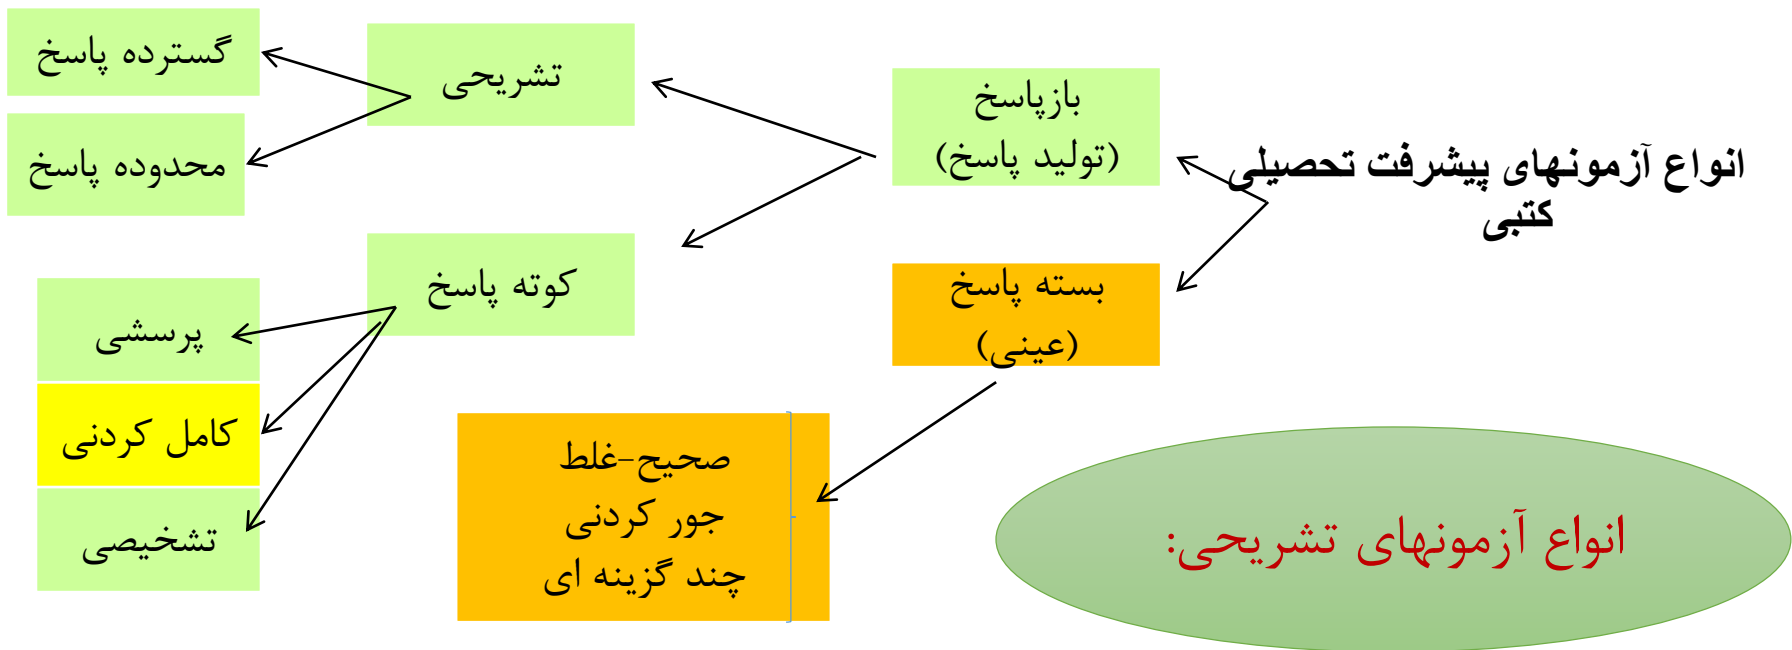 انواع آزمونهای پیشرفت تحصیلی
کتبی
بازپاسخ
(تولید پاسخ)
تشریحی
گسترده پاسخ
محدوده پاسخ
کوته پاسخ
پرسشی
کامل کردنی
تشخیصی
بسته پاسخ
(عینی)
صحیح-غلط
جور کردنی
چند گزینه ای
انواع آزمونهای تشریحی: